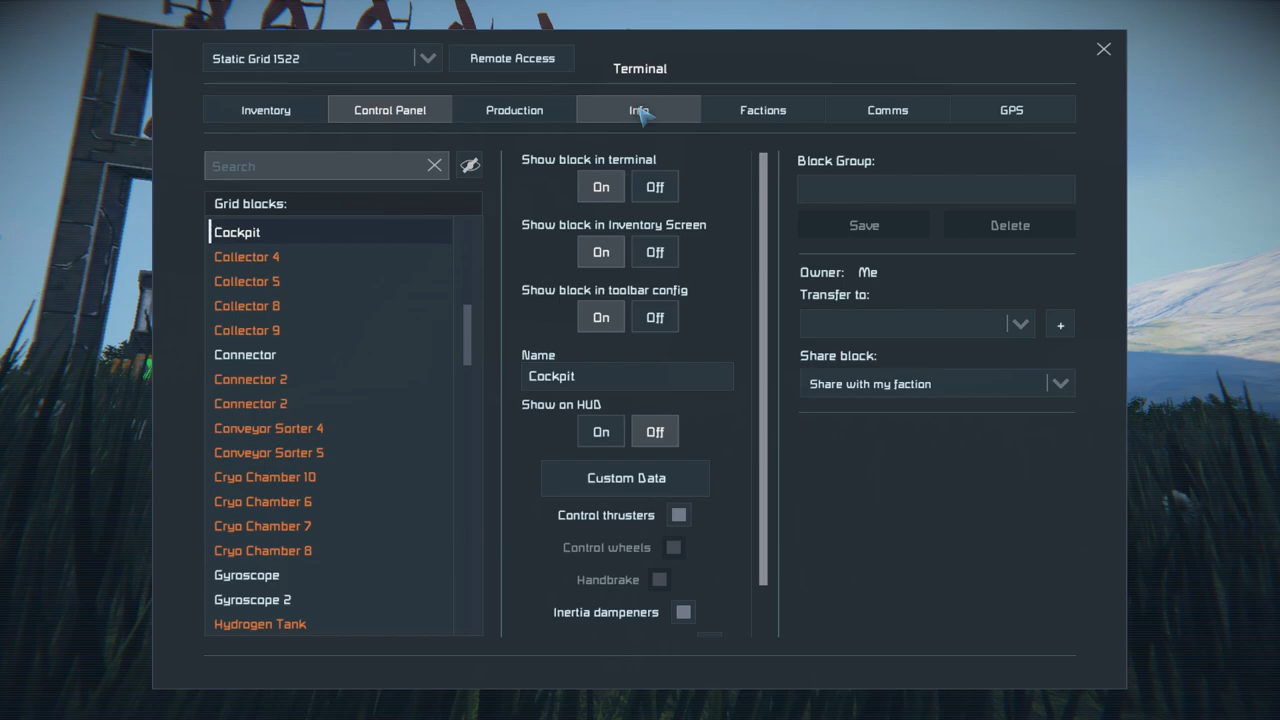 Static Grid 1522
Remote Access
Terminal
Inventory
Control Panel
Production
Info
Factions
Comms
GPS
Search
Grid blocks:
Cockpit
Collector 4
Collector 5
Collector 8
Collector 9
Connector
Connector 2
Connector 2
Conveyor Sorter 4
Conveyor Sorter 5
Cryo Chamber 10
Cryo Chamber 6
Cryo Chamber 7
Cryo Chamber 8
Gyroscope
Gyroscope 2
Hydrogen Tank
Show block in terminal
On Off
Show block in Inventory Screen
On Off
Show block in toolbar config
On Off
Name
Cockpit
Show on HUD
On Off
Custom Data
Control thrusters
Control wheels
Handbrake
Inertia dampeners
Block Group:
Save Delete
Owner: Me
Transfer to:
+
Share block:
Share with my faction